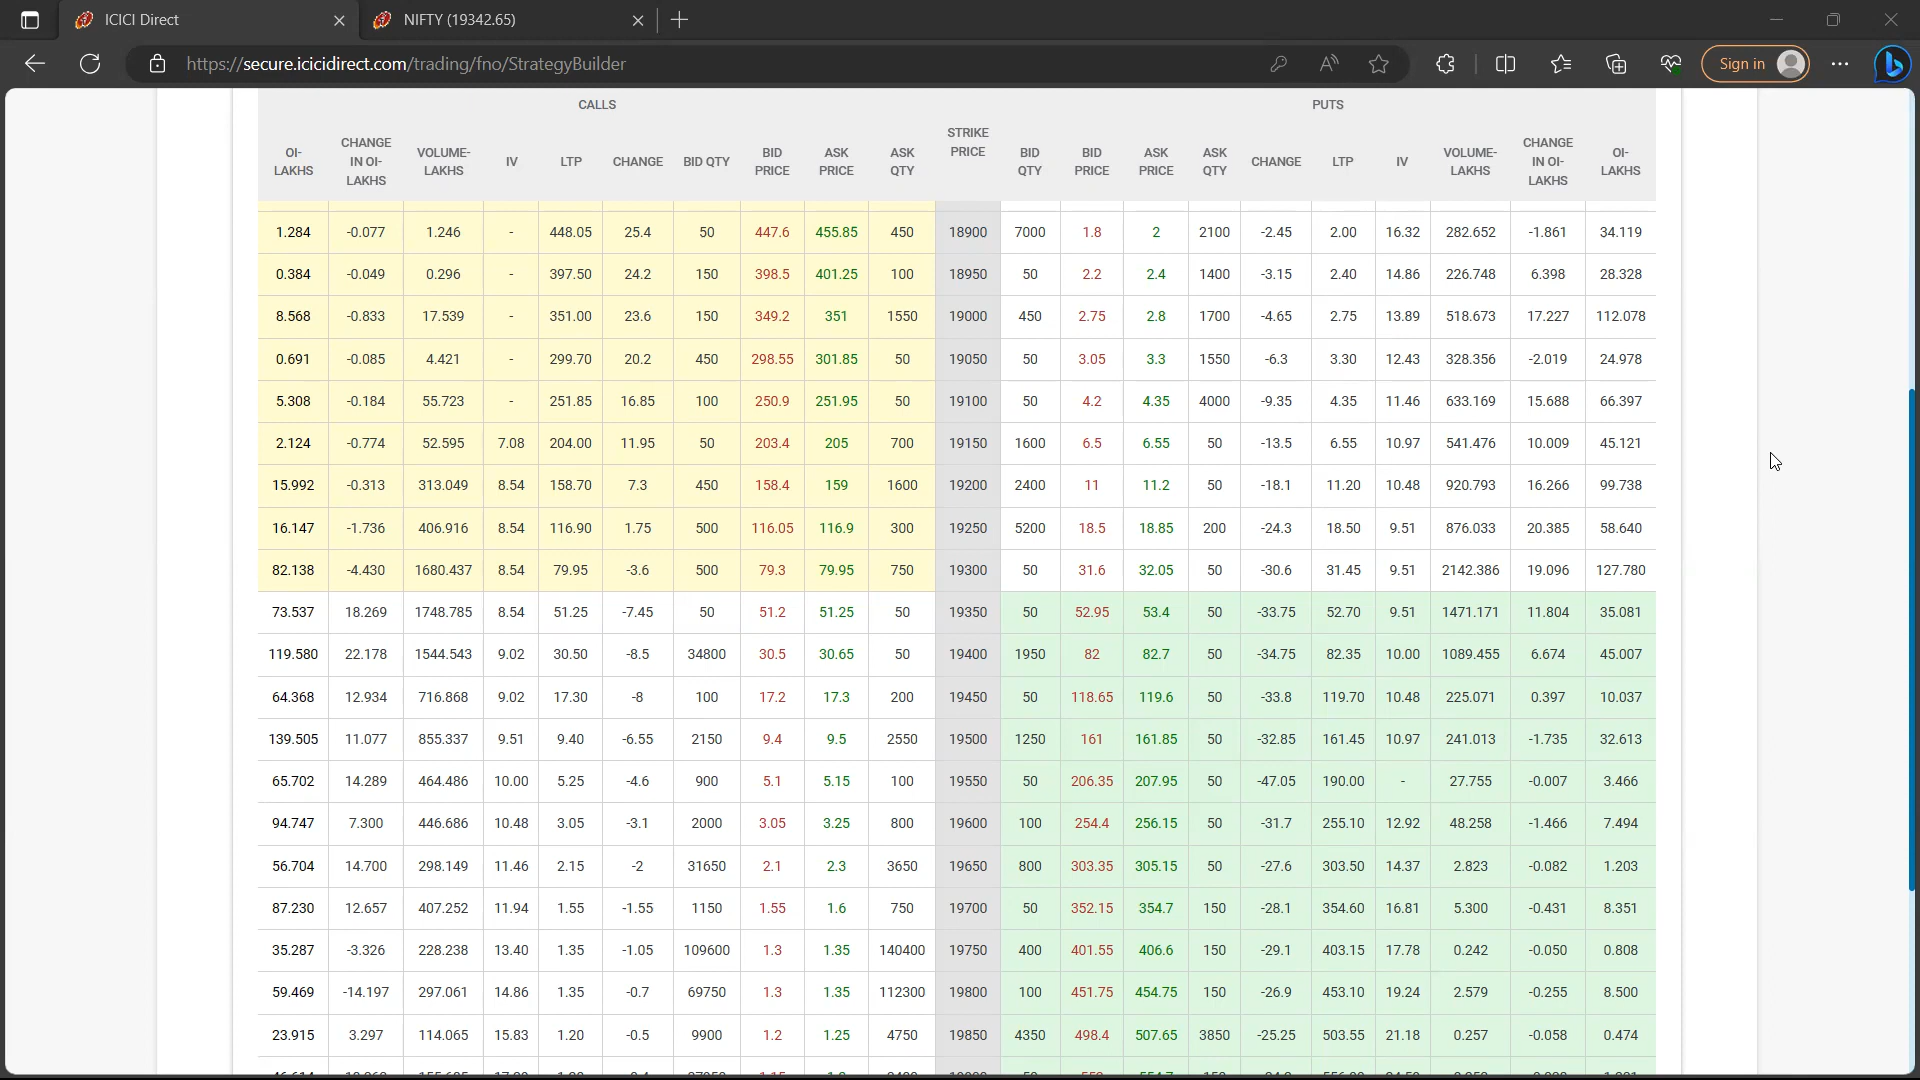 ICICI Direct
NIFTY (19342.65)
https://secure.icicidirect.com/trading/fno/StrategyBuilder
Sign in
CALLS PUTS
OI-LAKHS CHANGE IN OI-LAKHS VOLUME-LAKHS IV LTP CHANGE BID QTY BID PRICE ASK PRICE ASK QTY STRIKE PRICE BID QTY BID PRICE ASK PRICE ASK QTY CHANGE LTP IV VOLUME-LAKHS CHANGE IN OI-LAKHS OI-LAKHS
1.284 -0.077 1.246 - 448.05 25.4 50 447.6 455.85 450 18900 7000 1.8 2 2100 -2.45 2.00 16.32 282.652 -1.861 34.119
0.384 -0.049 0.296 - 397.50 24.2 150 398.5 401.25 100 18950 50 2.2 2.4 1400 -3.15 2.40 14.86 226.748 6.398 28.328
8.568 -0.833 17.539 - 351.00 23.6 150 349.2 351 1550 19000 450 2.75 2.8 1700 -4.65 2.75 13.89 518.673 17.227 112.078
0.691 -0.085 4.421 - 299.70 20.2 450 298.55 301.85 50 19050 50 3.05 3.3 1550 -6.3 3.30 12.43 328.356 -2.019 24.978
5.308 -0.184 55.723 - 251.85 16.85 100 250.9 251.95 50 19100 50 4.2 4.35 4000 -9.35 4.35 11.46 633.169 15.688 66.397
2.124 -0.774 52.595 7.08 204.00 11.95 50 203.4 205 700 19150 1600 6.5 6.55 50 -13.5 6.55 10.97 541.476 10.009 45.121
15.992 -0.313 313.049 8.54 158.70 7.3 450 158.4 159 1600 19200 2400 11 11.2 50 -18.1 11.20 10.48 920.793 16.266 99.738
16.147 -1.736 406.916 8.54 116.90 1.75 500 116.05 116.9 300 19250 5200 18.5 18.85 200 -24.3 18.50 9.51 876.033 20.385 58.640
82.138 -4.430 1680.437 8.54 79.95 -3.6 500 79.3 79.95 750 19300 50 31.6 32.05 50 -30.6 31.45 9.51 2142.386 19.096 127.780
73.537 18.269 1748.785 8.54 51.25 -7.45 50 51.2 51.25 50 19350 50 52.95 53.4 50 -33.75 52.70 9.51 1471.171 11.804 35.081
119.580 22.178 1544.543 9.02 30.50 -8.5 34800 30.5 30.65 50 19400 1950 82 82.7 50 -34.75 82.35 10.00 1089.455 6.674 45.007
64.368 12.934 716.868 9.02 17.30 -8 100 17.2 17.3 200 19450 50 118.65 119.6 50 -33.8 119.70 10.48 225.071 0.397 10.037
139.505 11.077 855.337 9.51 9.40 -6.55 2150 9.4 9.5 2550 19500 1250 161 161.85 50 -32.85 161.45 10.97 241.013 -1.735 32.613
65.702 14.289 464.486 10.00 5.25 -4.6 900 5.1 5.15 100 19550 50 206.35 207.95 50 -47.05 190.00 - 27.755 -0.007 3.466
94.747 7.300 446.686 10.48 3.05 -3.1 2000 3.05 3.25 800 19600 100 254.4 256.15 50 -31.7 255.10 12.92 48.258 -1.466 7.494
56.704 14.700 298.149 11.46 2.15 -2 31650 2.1 2.3 3650 19650 800 303.35 305.15 50 -27.6 303.50 14.37 2.823 -0.082 1.203
87.230 12.657 407.252 11.94 1.55 -1.55 1150 1.55 1.6 750 19700 50 352.15 354.7 150 -28.1 354.60 16.81 5.300 -0.431 8.351
35.287 -3.326 228.238 13.40 1.35 -1.05 109600 1.3 1.35 140400 19750 400 401.55 406.6 150 -29.1 403.15 17.78 0.242 -0.050 0.808
59.469 -14.197 297.061 14.86 1.35 -0.7 69750 1.3 1.35 112300 19800 100 451.75 454.75 150 -26.9 453.10 19.24 2.579 -0.255 8.500
23.915 3.297 114.065 15.83 1.20 -0.5 9900 1.2 1.25 4750 19850 4350 498.4 507.65 3850 -25.25 503.55 21.18 0.257 -0.058 0.474